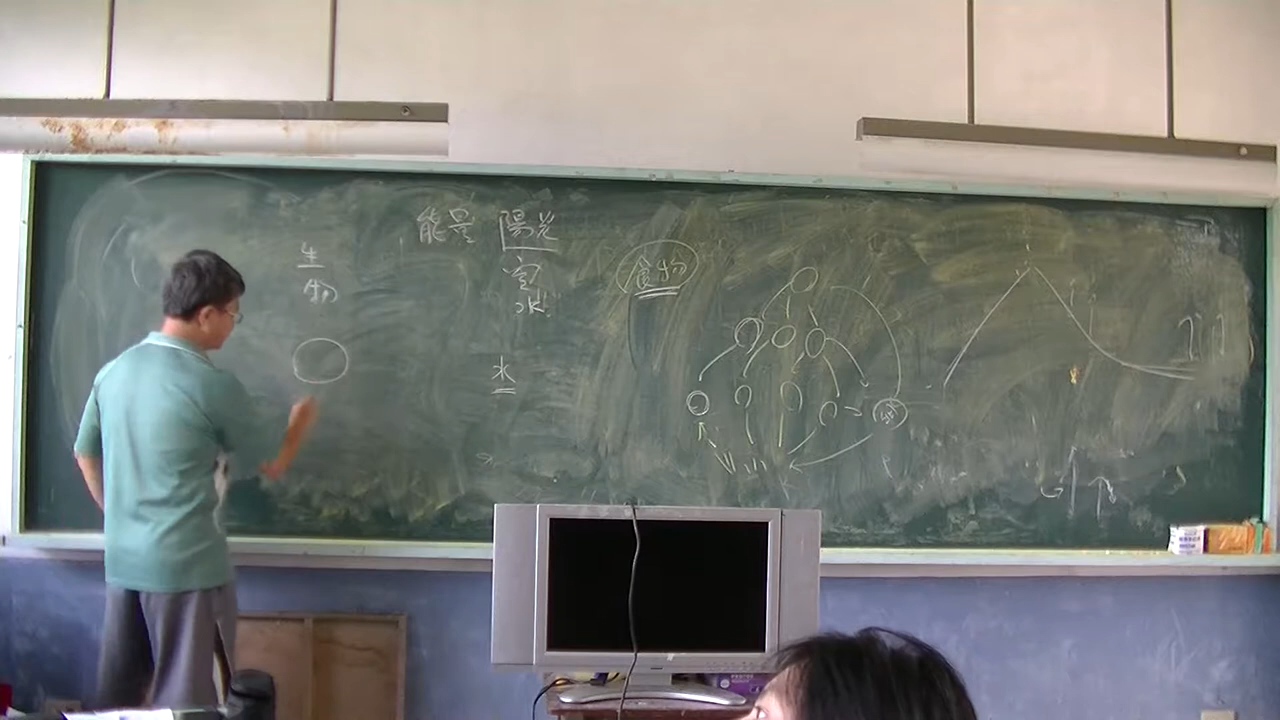 生物
能量 陽光
空
水
食物
水